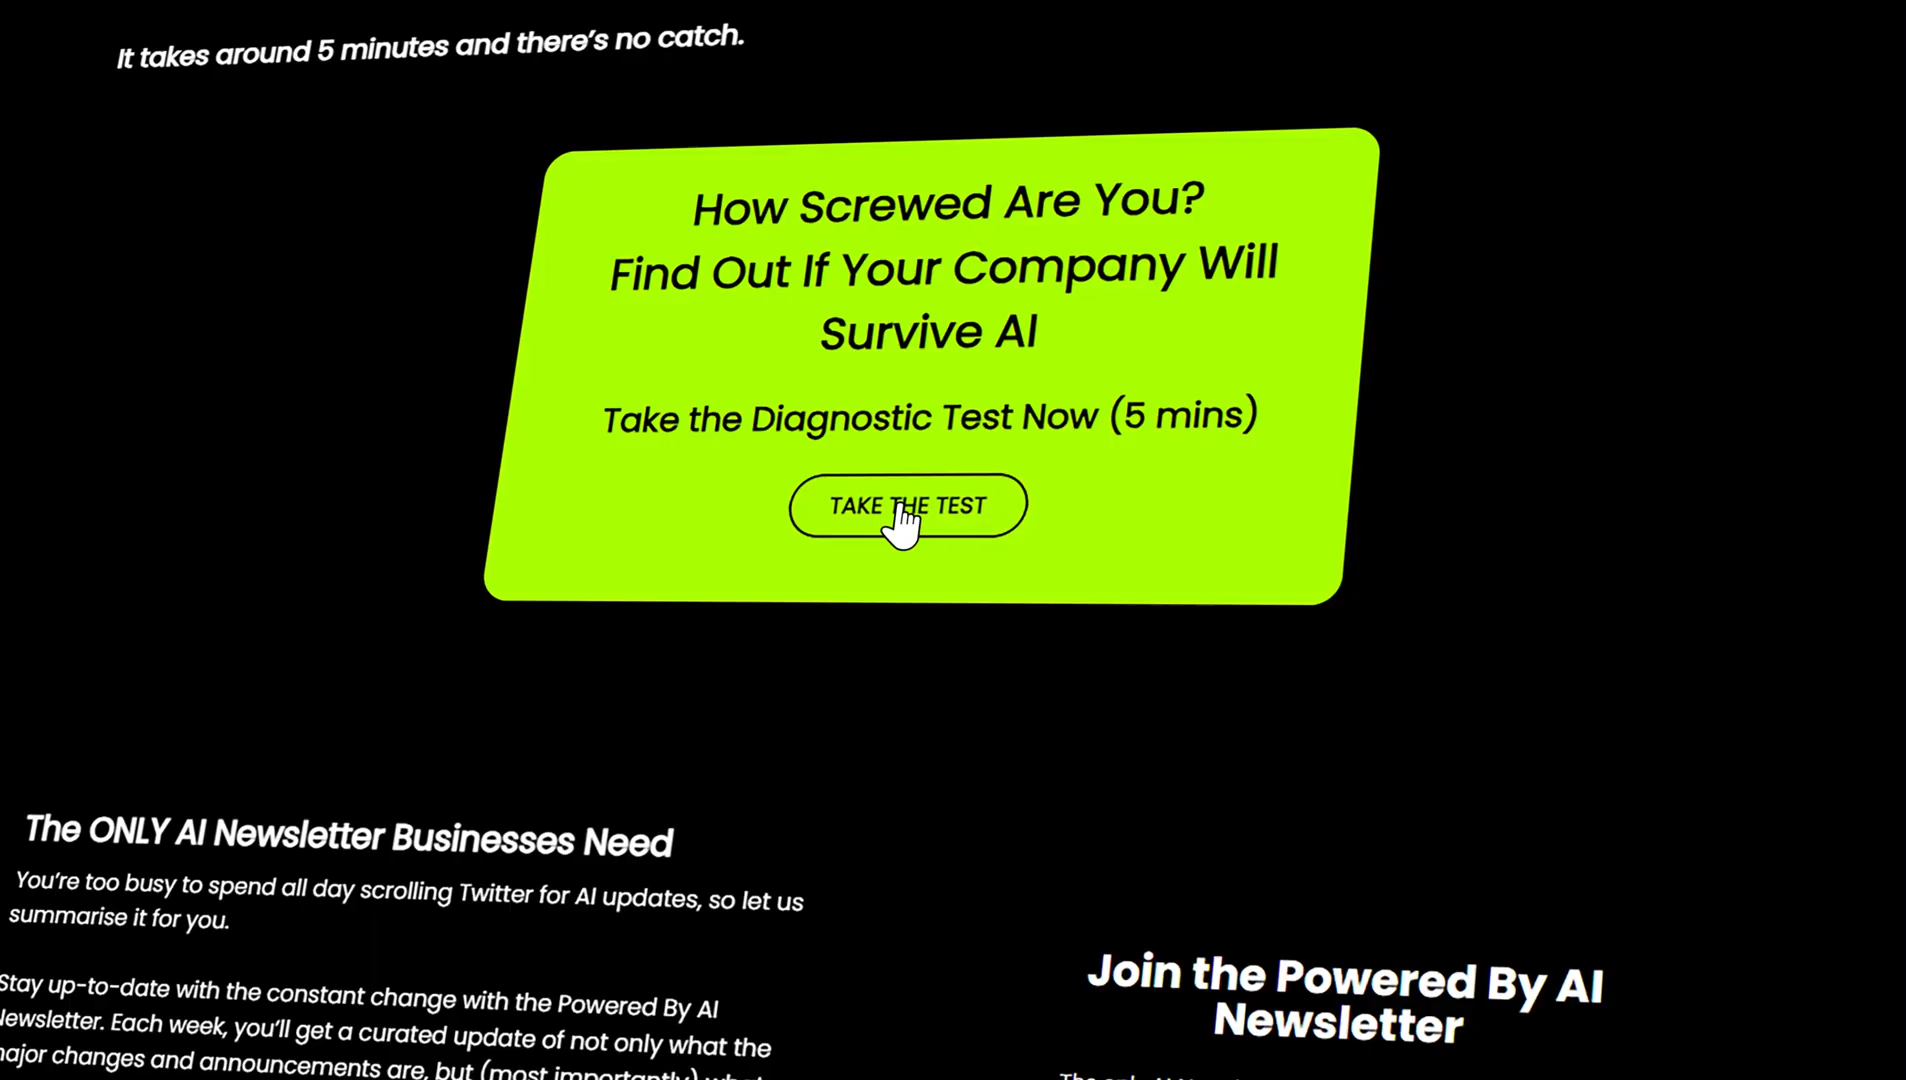 It takes around 5 minutes and there's no catch.
How Screwed Are You?
Find Out If Your Company Will
Survive AI
Take the Diagnostic Test Now (5 mins)
TAKE THE TEST
The ONLY AI Newsletter Businesses Need
You're too busy to spend all day scrolling Twitter for AI updates, so let us
summarise it for you.
Stay up-to-date with the constant change with the Powered By AI
Newsletter. Each week, you'll get a curated update of not only what the
major changes and announcements are, but (most importantly)
Join the Powered By AI
Newsletter